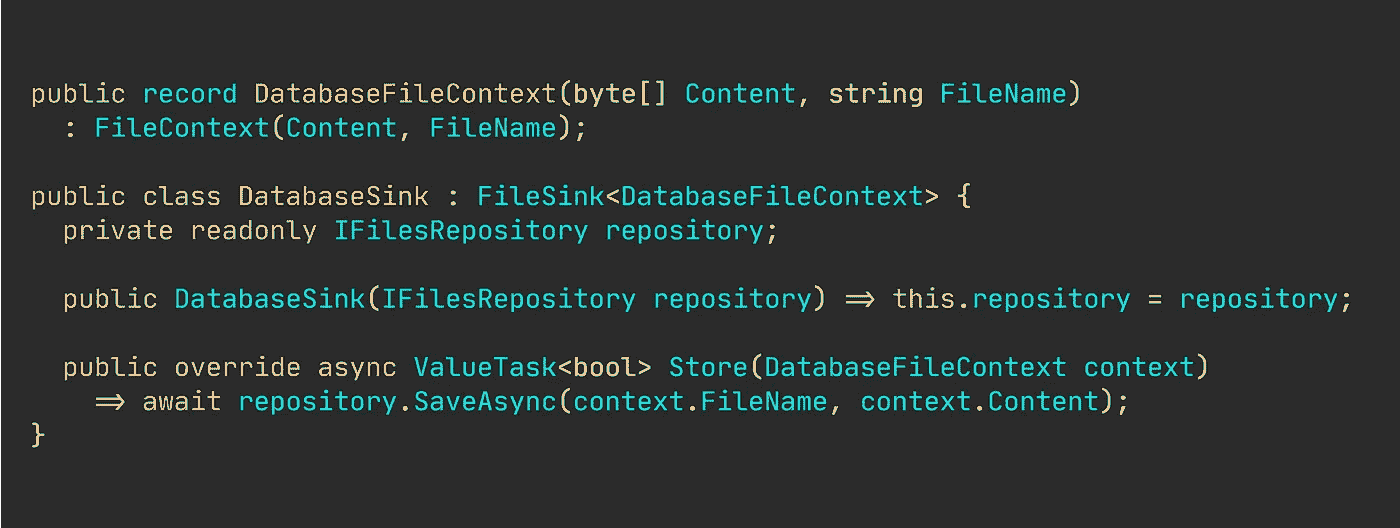 public record DatabaseFileContext(byte[] Content, string FileName)
  : FileContext(Content, FileName);

public class DatabaseSink : FileSink<DatabaseFileContext> {
  private readonly IFilesRepository repository;

  public DatabaseSink(IFilesRepository repository) => this.repository = repository;

  public override async ValueTask<bool> Store(DatabaseFileContext context)
    => await repository.SaveAsync(context.FileName, context.Content);
}